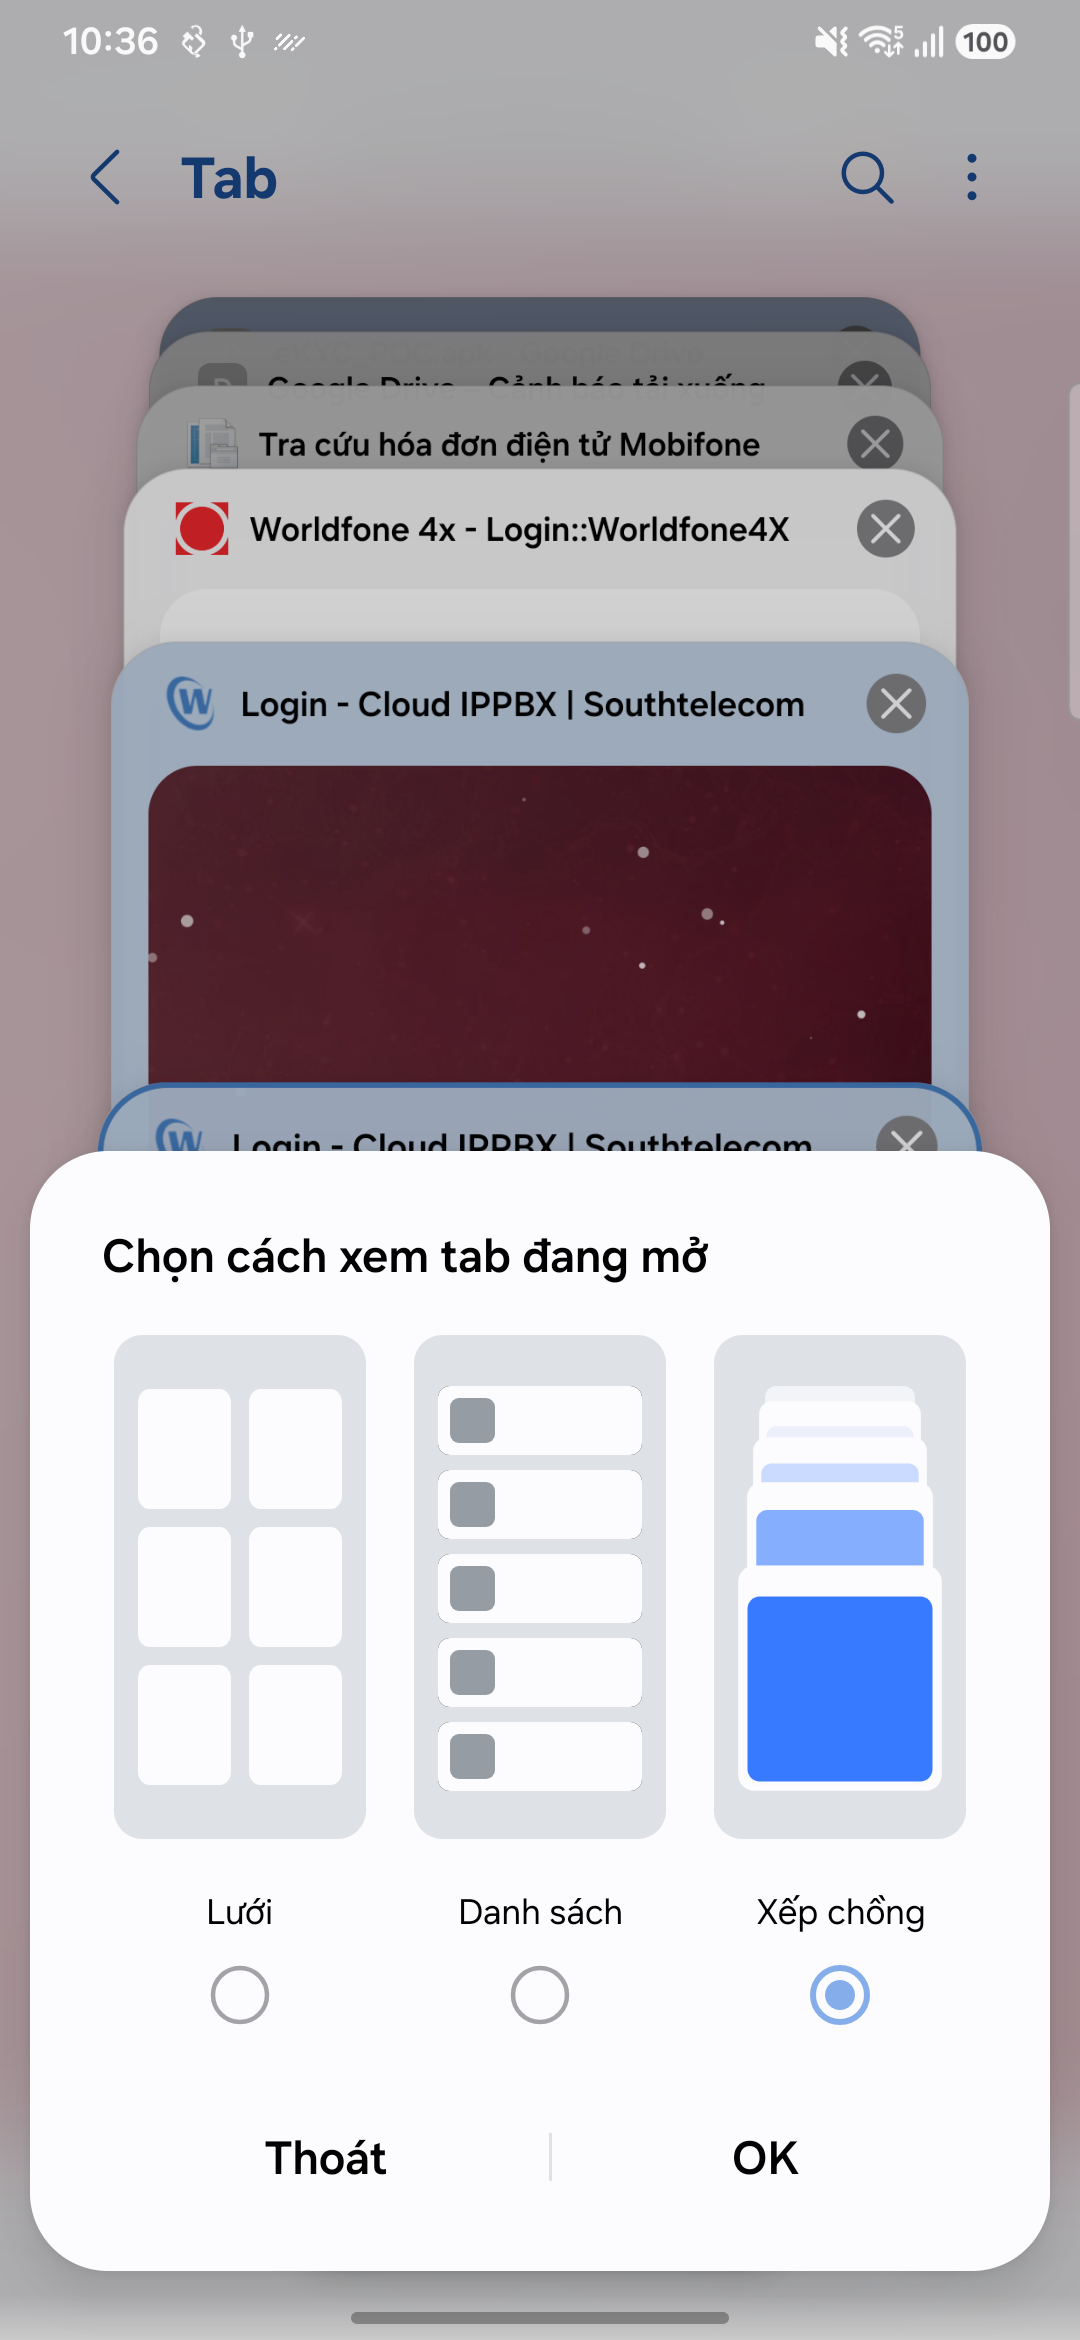 10:36
5
100
Tab
Google Drive - Cảnh báo tải xuống
Tra cứu hóa đơn điện tử Mobifone
Worldfone 4x - Login::Worldfone4X
W
Login - Cloud IPPBX | Southtelecom
W
Login - Cloud IPPBX | Southtelecom
Chọn cách xem tab đang mở
Lưới
Danh sách
Xếp chồng
Thoát
OK